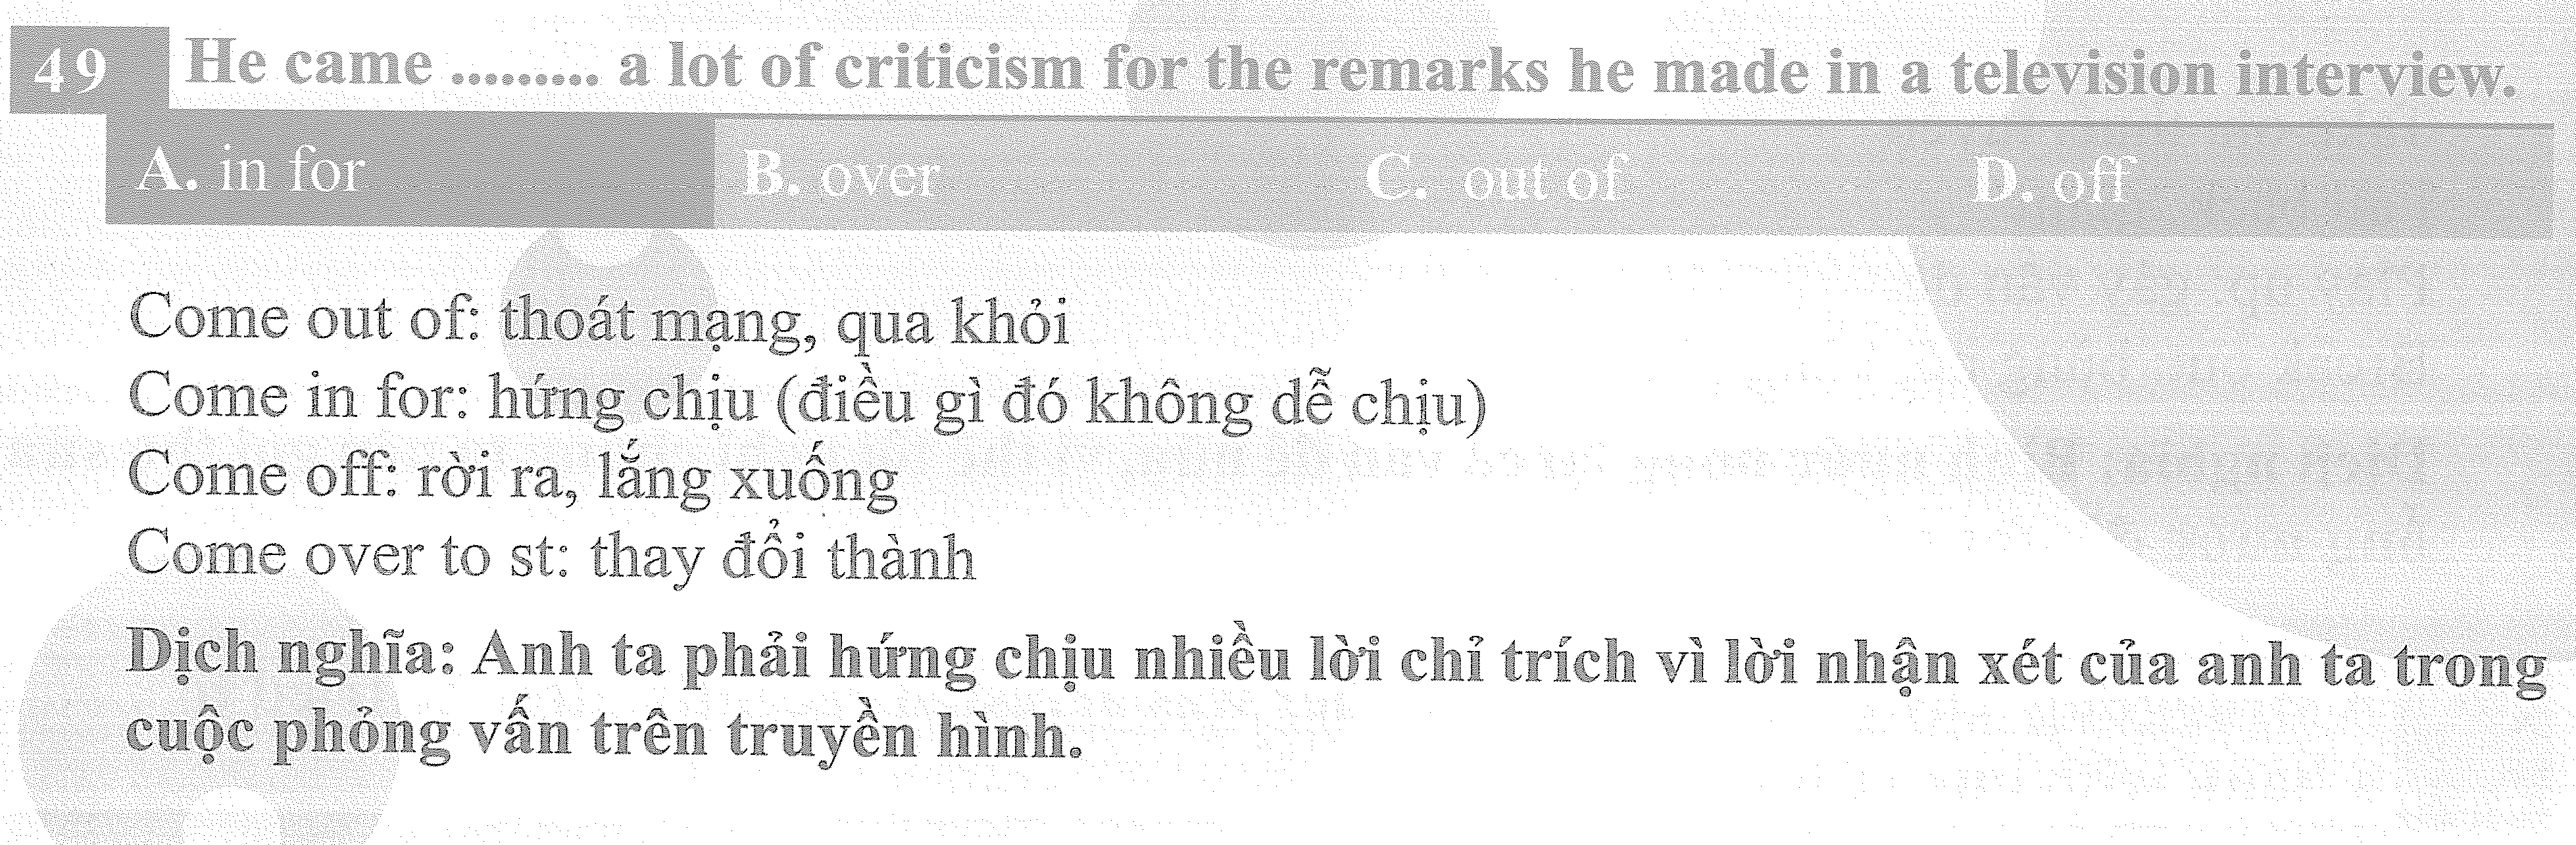 49 He came ......... a lot of criticism for the remarks he made in a television interview.
A. in for B. over C. out of D. off
Come out of: thoát mạng, qua khỏi
Come in for: hứng chịu (điều gì đó không dễ chịu)
Come off: rời ra, lắng xuống
Come over to st: thay đổi thành
Dịch nghĩa: Anh ta phải hứng chịu nhiều lời chỉ trích vì lời nhận xét của anh ta trong
cuộc phỏng vấn trên truyền hình.